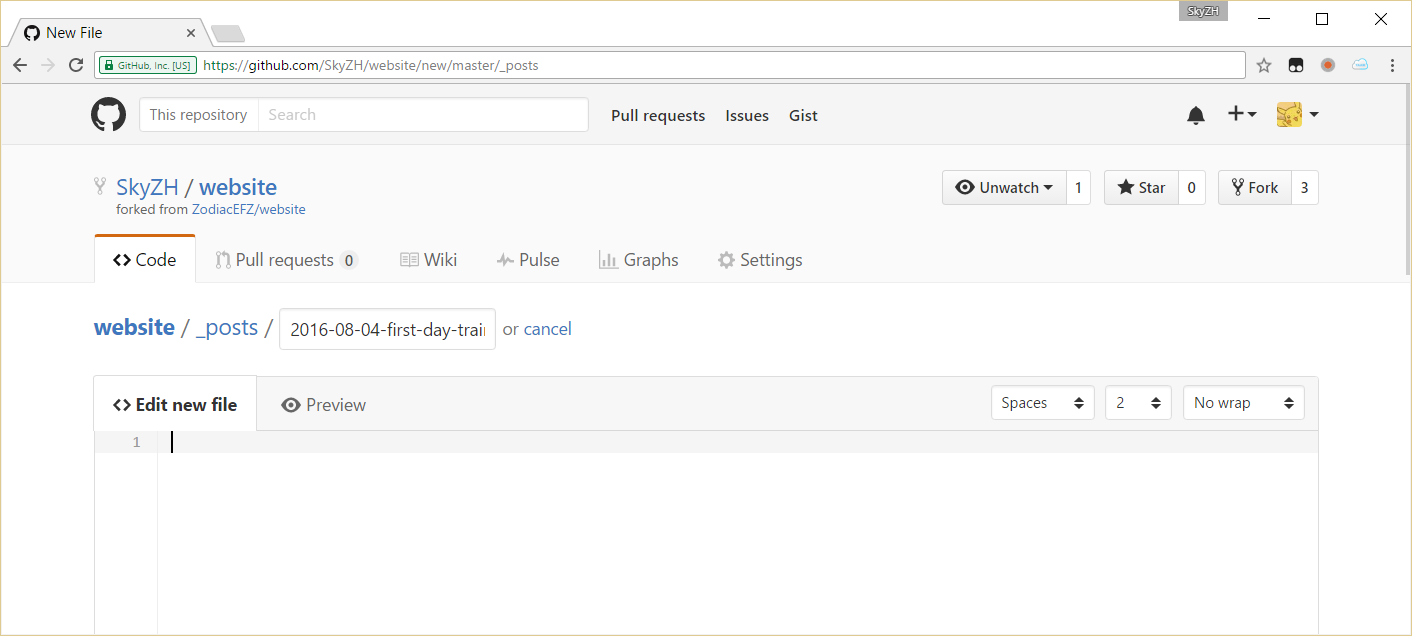 SkyZH
New File
GitHub, Inc. [US] https://github.com/SkyZH/website/new/master/_posts
This repository Search Pull requests Issues Gist
SkyZH / website
Unwatch 1 Star 0 Fork 3
forked from ZodiacEFZ/website
Code Pull requests 0 Wiki Pulse Graphs Settings
website / _posts / 2016-08-04-first-day-trai or cancel
Edit new file Preview Spaces 2 No wrap
1